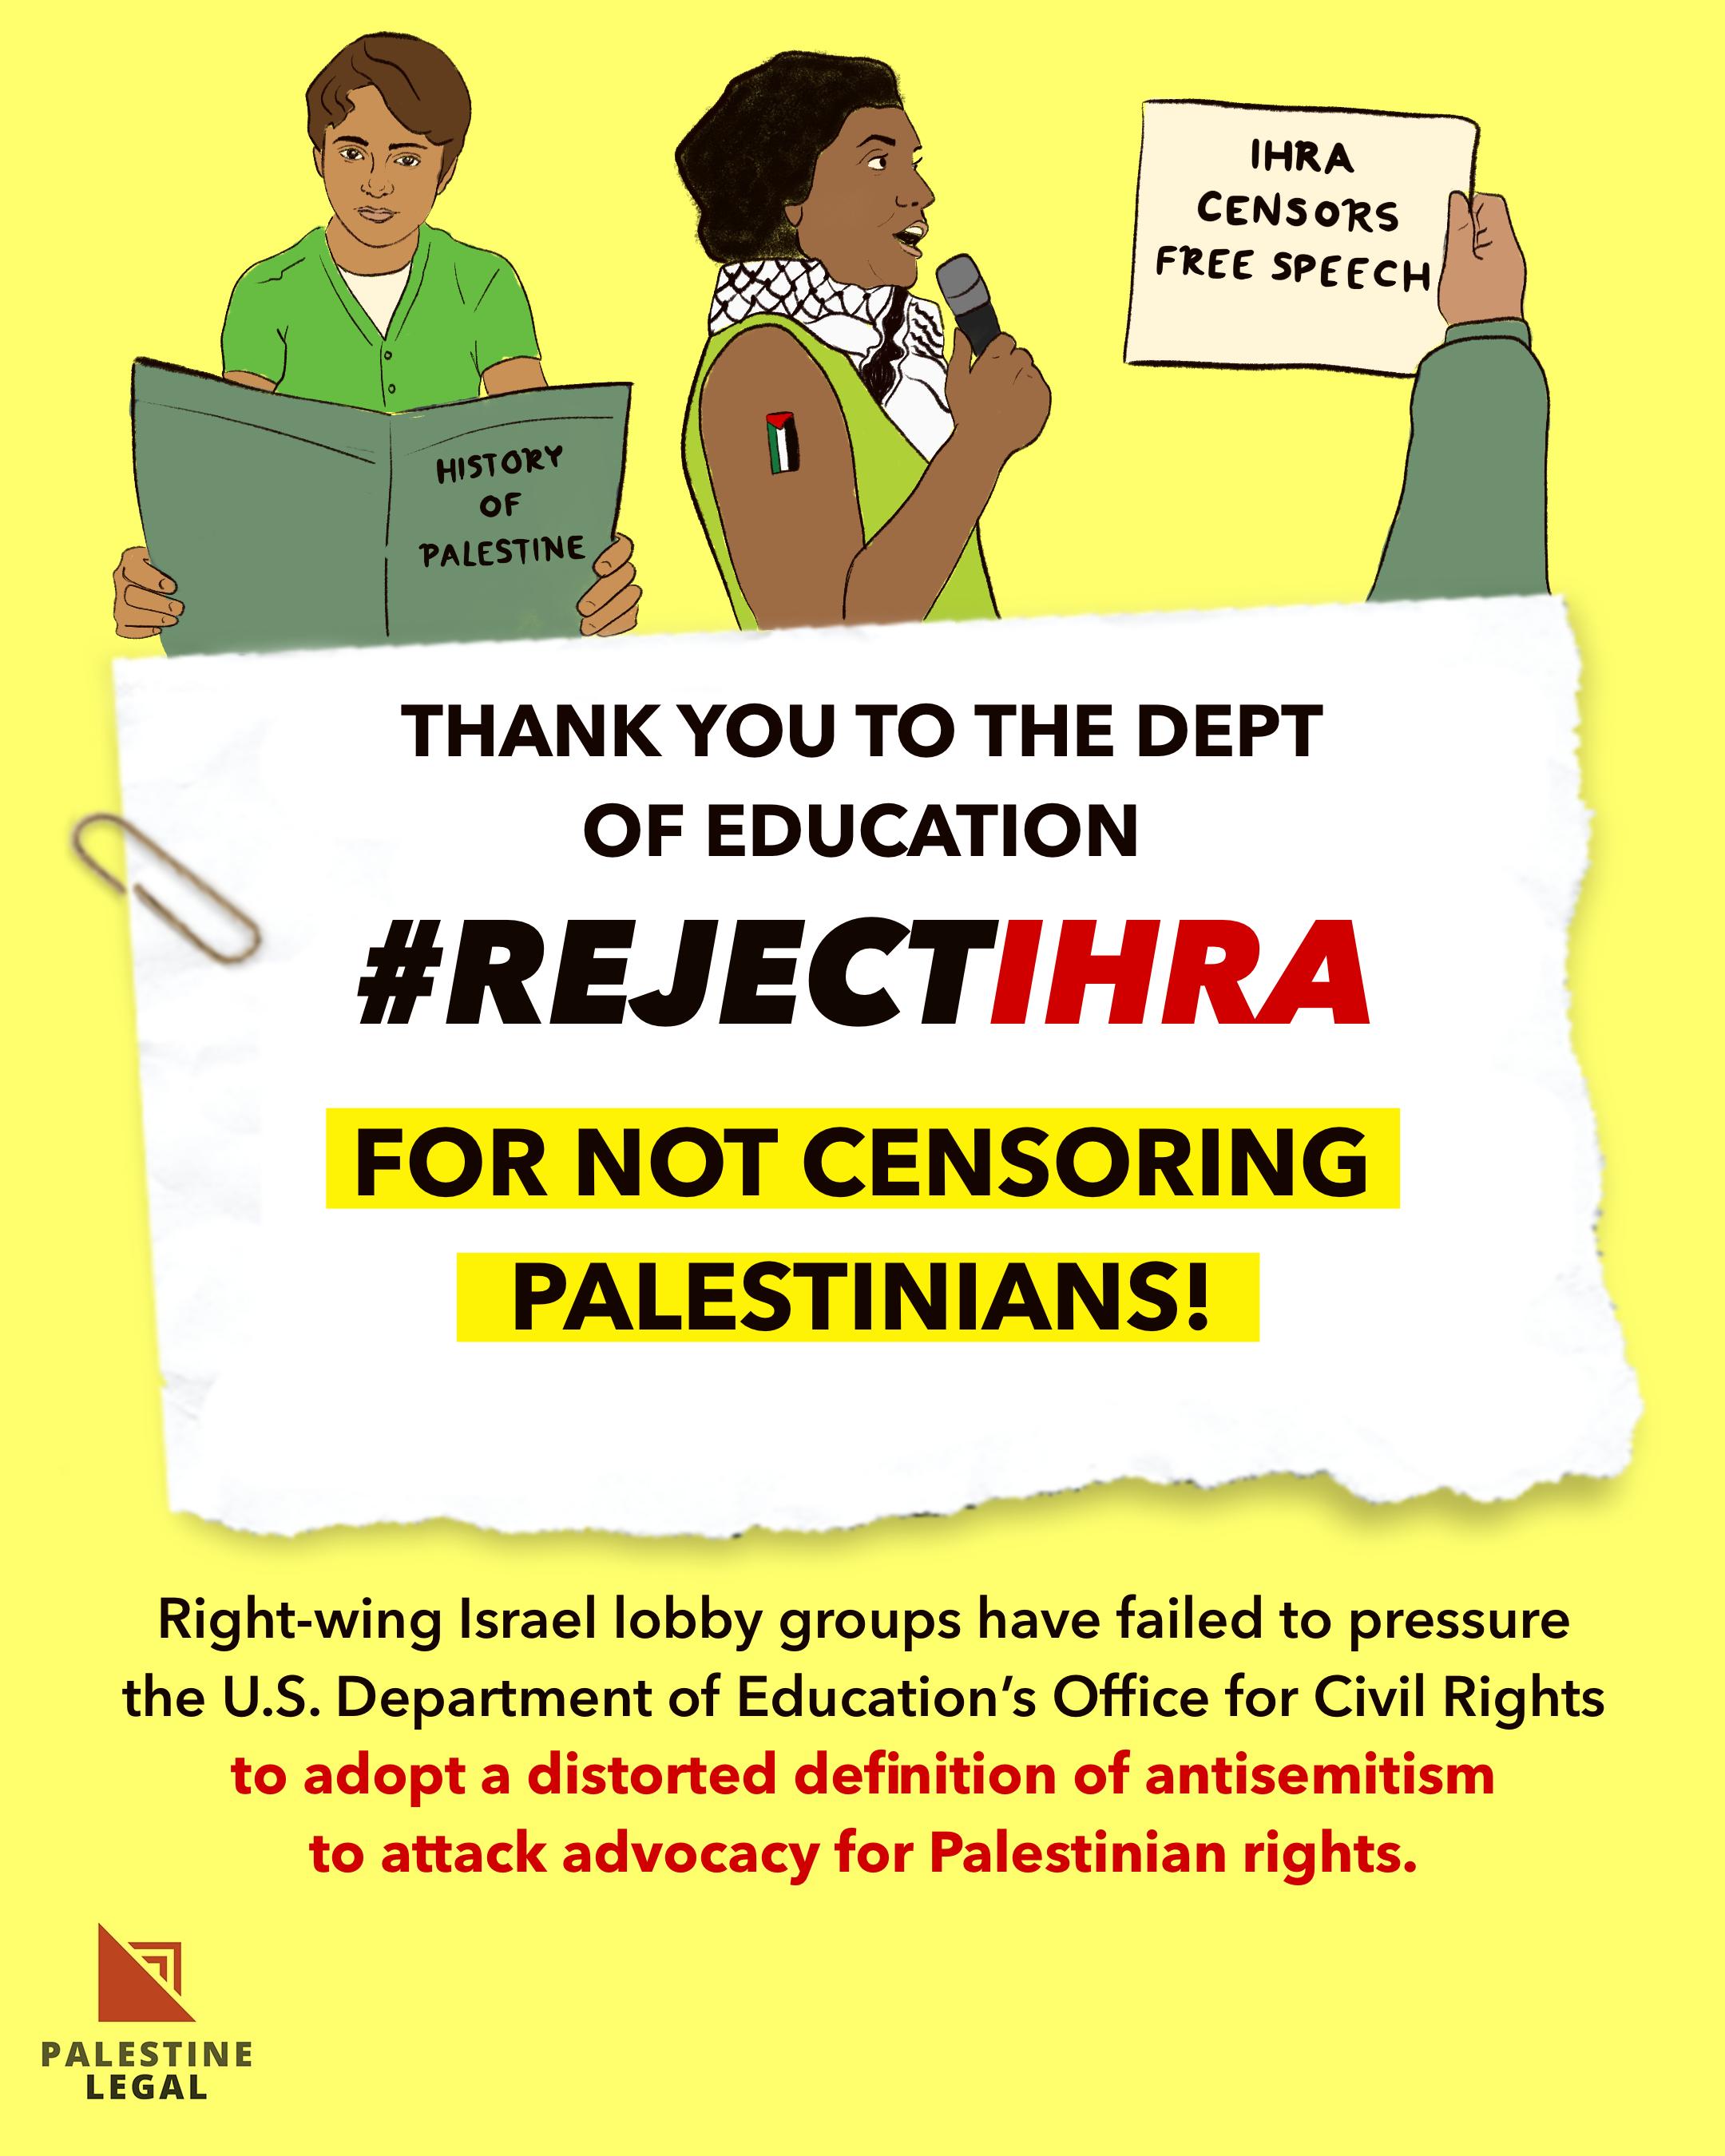 IHRA
CENSORS
FREE SPEECH
HISTORY
OF
PALESTINE
THANK YOU TO THE DEPT
OF EDUCATION
#REJECTIHRA
FOR NOT CENSORING
PALESTINIANS!
Right-wing Israel lobby groups have failed to pressure
the U.S. Department of Education’s Office for Civil Rights
to adopt a distorted definition of antisemitism
to attack advocacy for Palestinian rights.
PALESTINE
LEGAL